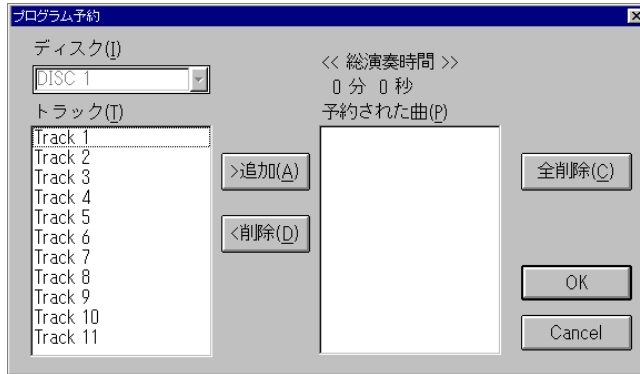 プログラム予約
ディスク(I)
DISC 1
トラック(T)
Track 1
Track 2
Track 3
Track 4
Track 5
Track 6
Track 7
Track 8
Track 9
Track 10
Track 11
>追加(A)
<削除(D)
<< 総演奏時間 >>
0 分 0 秒
予約された曲(P)
全削除(C)
OK
Cancel